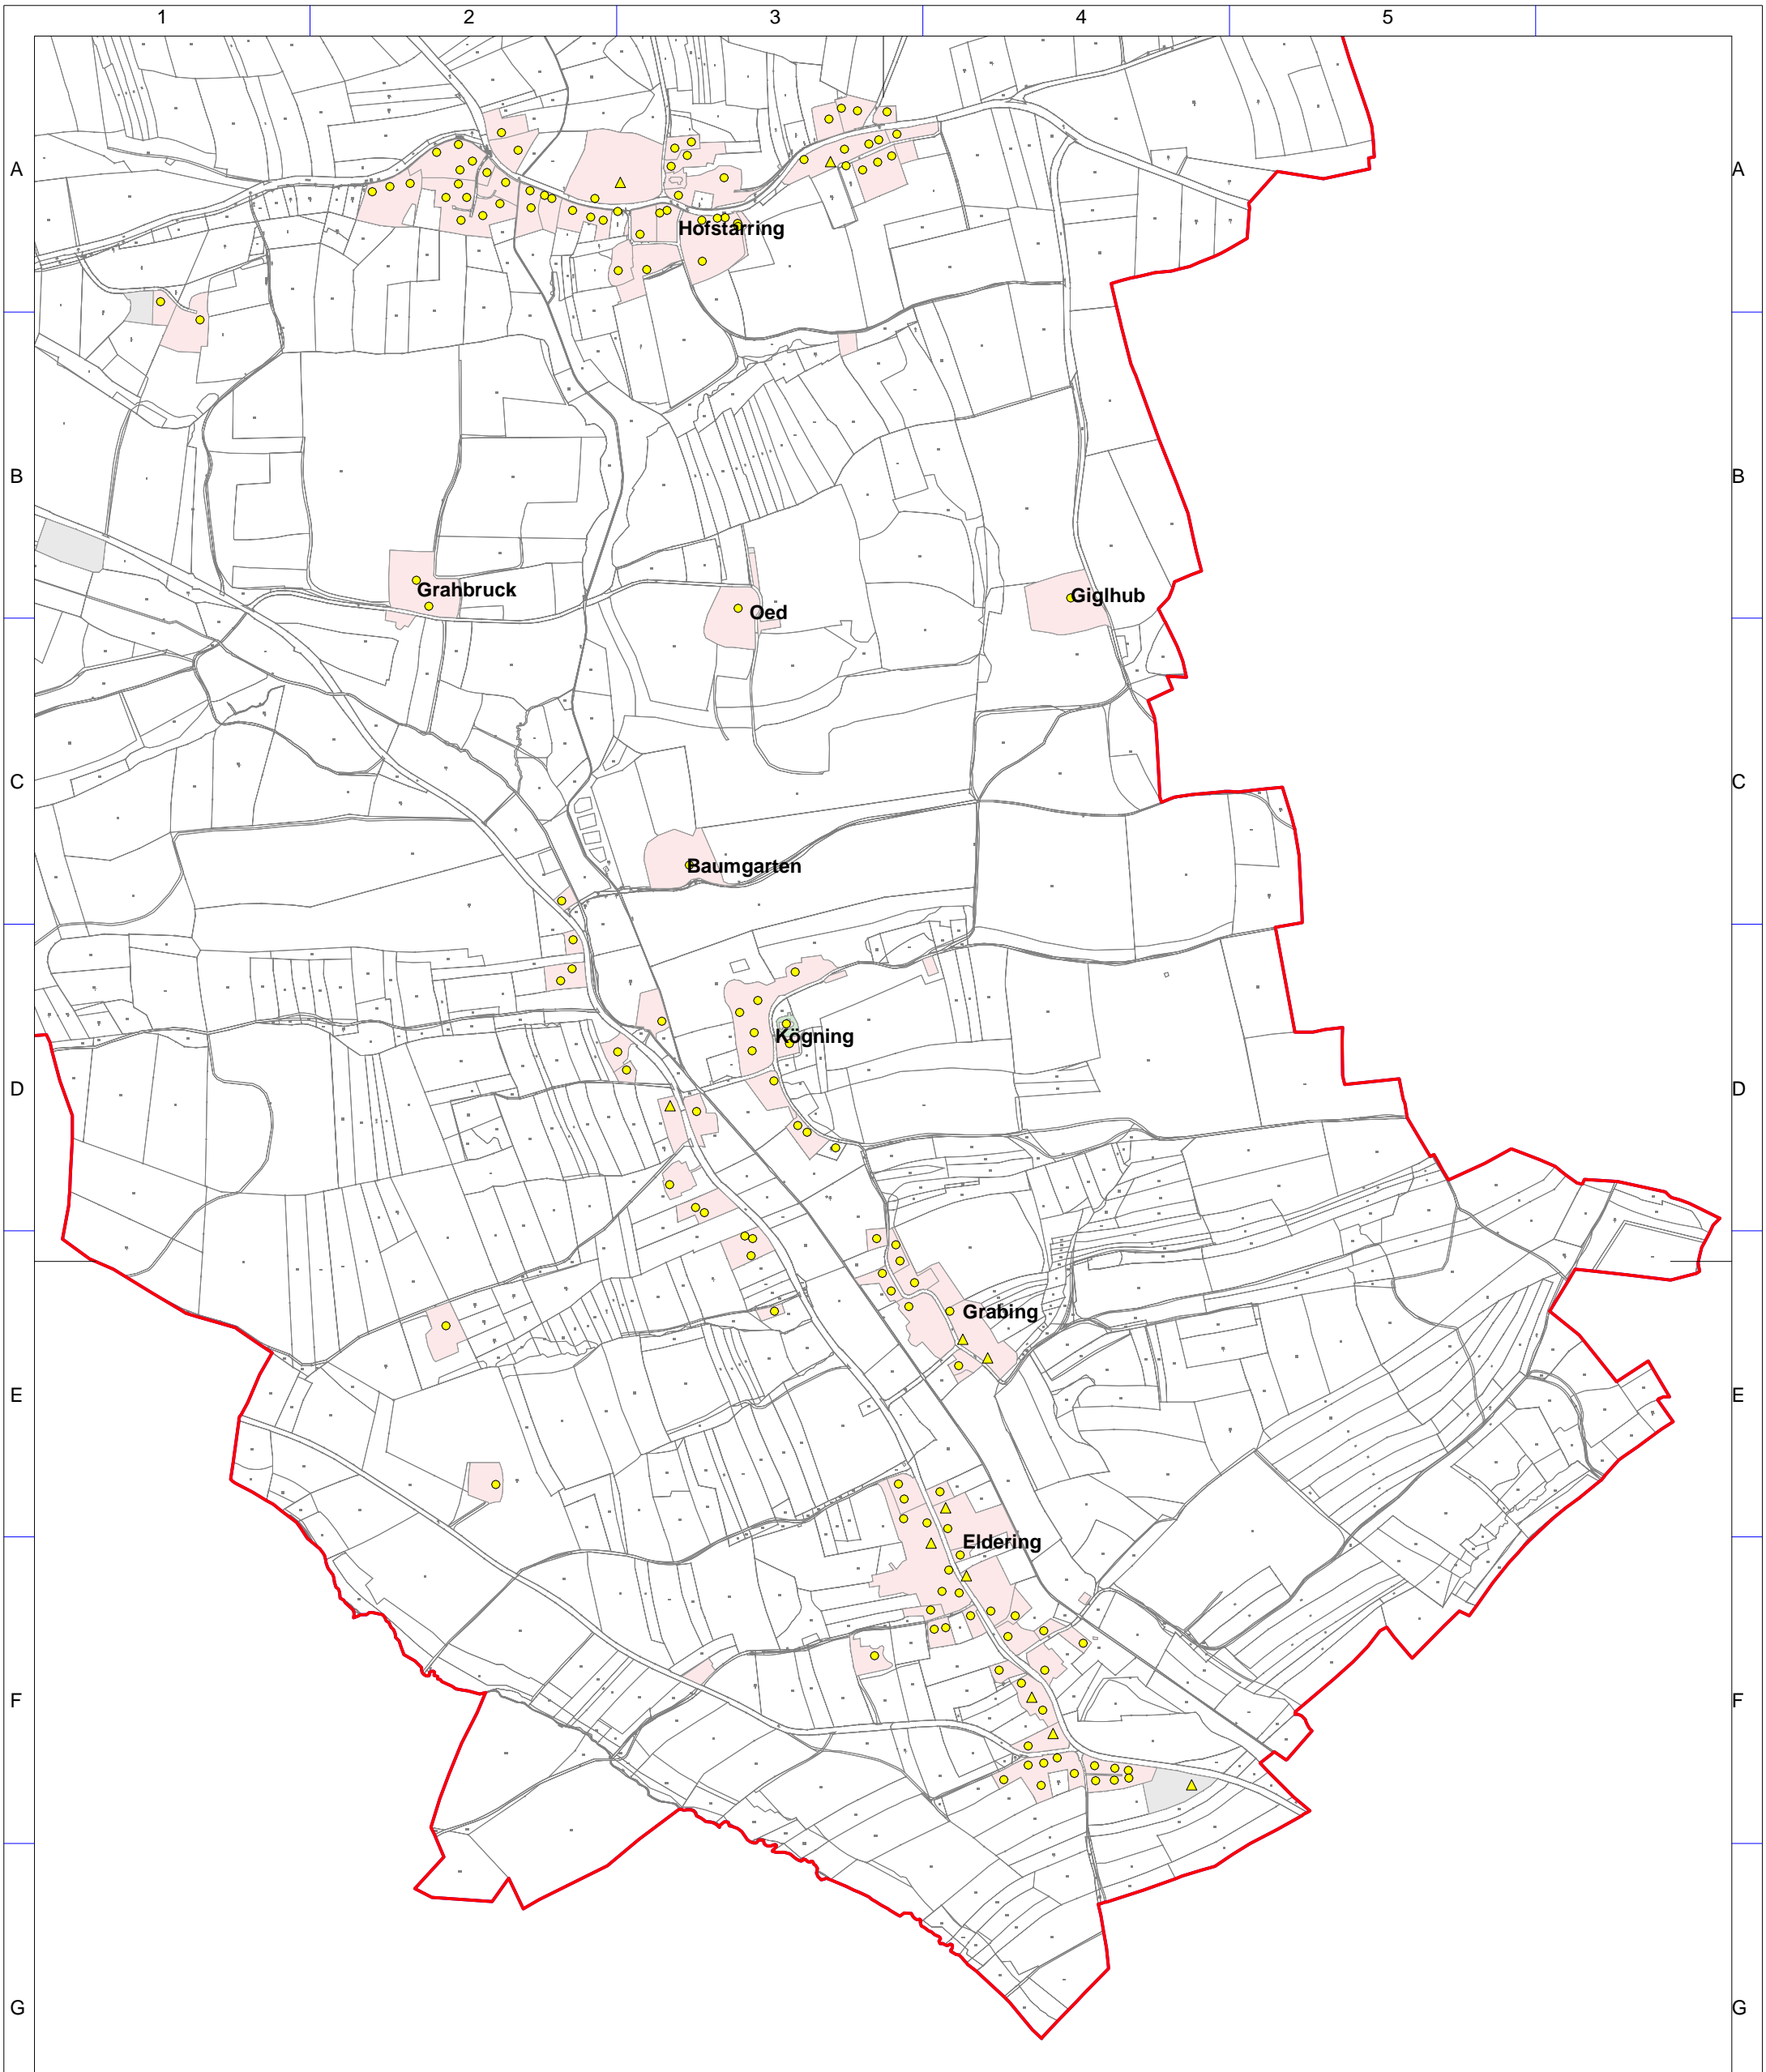 1 2 3 4 5
A A
Hofstarring
B B
Grahbruck
Giglhub
Oed
C C
Baumgarten
Kögning
D D
Grabing
E E
Eldering
F F
G G